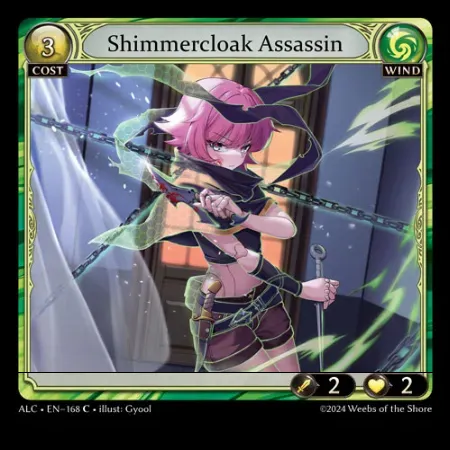 3
Shimmercloak Assassin
COST
WIND
2
2
ALC • EN-168 C • illust: Gyool
©2024 Weebs of the Shore